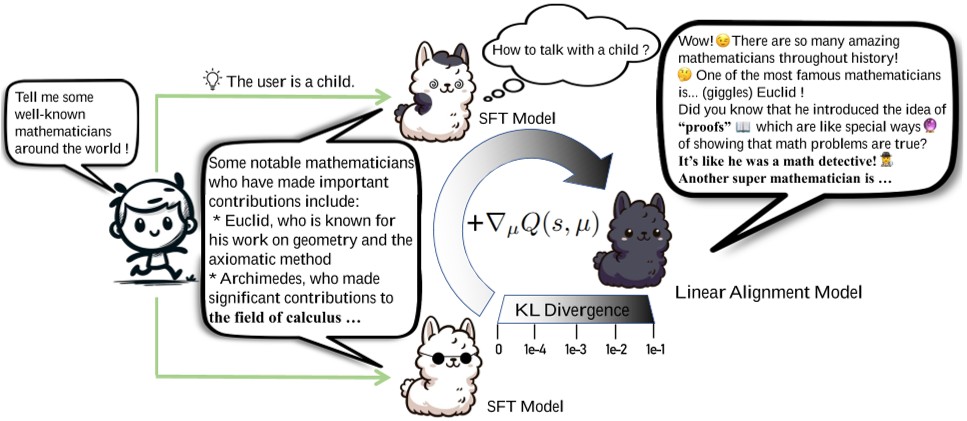 Tell me some
well-known
mathematicians
around the world !
The user is a child.
How to talk with a child ?
SFT Model
Some notable mathematicians
who have made important
contributions include:
* Euclid, who is known for
his work on geometry and the
axiomatic method
* Archimedes, who made
significant contributions to
the field of calculus …
+∇μQ(s, μ)
KL Divergence
0 1e-4 1e-3 1e-2 1e-1
SFT Model
Wow! 😉 There are so many amazing
mathematicians throughout history!
🤔 One of the most famous mathematicians
is... (giggles) Euclid !
Did you know that he introduced the idea of
“proofs” 📖 which are like special ways 🔮
of showing that math problems are true?
It’s like he was a math detective! 🕵️
Another super mathematician is …
Linear Alignment Model